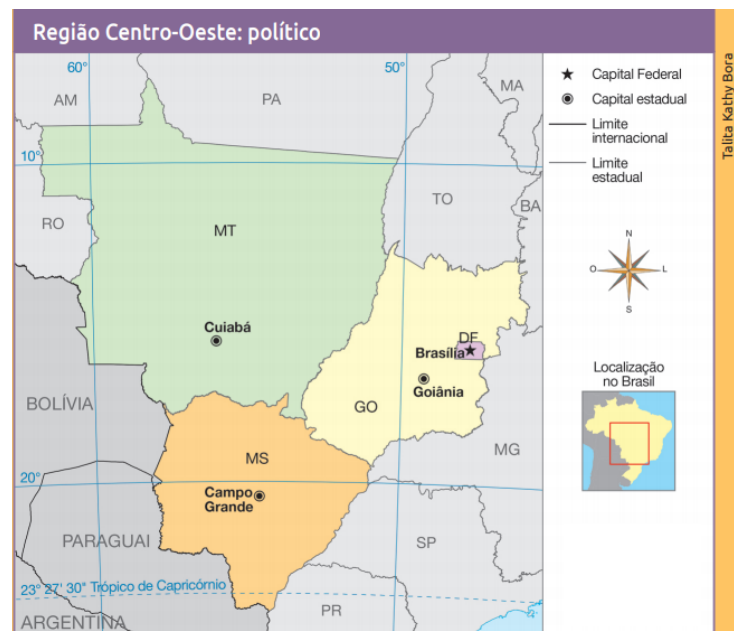 Região Centro-Oeste: político
60°
50°
AM
PA
MA
10°
RO
MT
TO
BA
Cuiabá
DF
Brasília
Goiânia
BOLÍVIA
GO
MG
MS
20°
Campo
Grande
PARAGUAI
SP
23° 27' 30" Trópico de Capricórnio
PR
ARGENTINA
Capital Federal
Capital estadual
Limite
internacional
Limite
estadual
N
O
L
S
Localização
no Brasil
Talita Kathy Bora